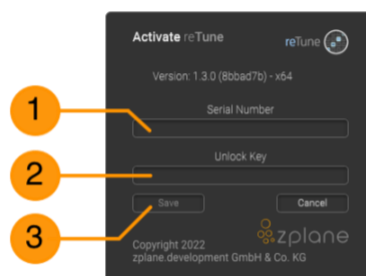 Activate reTune
reTune
Version: 1.3.0 (8bbad7b) - x64
Serial Number
1
Unlock Key
2
Save
Cancel
3
zplane
Copyright 2022
zplane.development GmbH & Co. KG